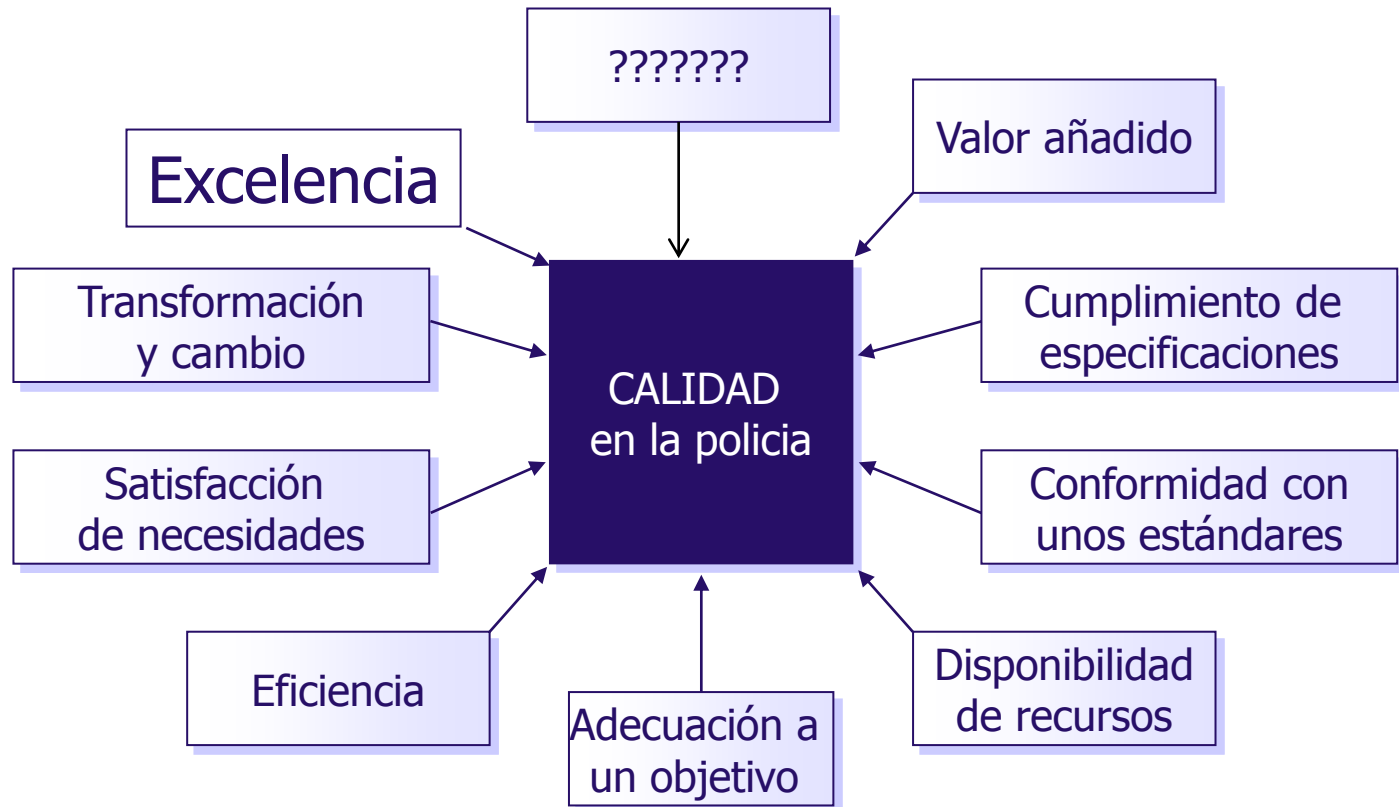 ???????
Valor añadido
Excelencia
Transformación
y cambio
Cumplimiento de
especificaciones
CALIDAD
en la policia
Satisfacción
de necesidades
Conformidad con
unos estándares
Eficiencia
Adecuación a
un objetivo
Disponibilidad
de recursos